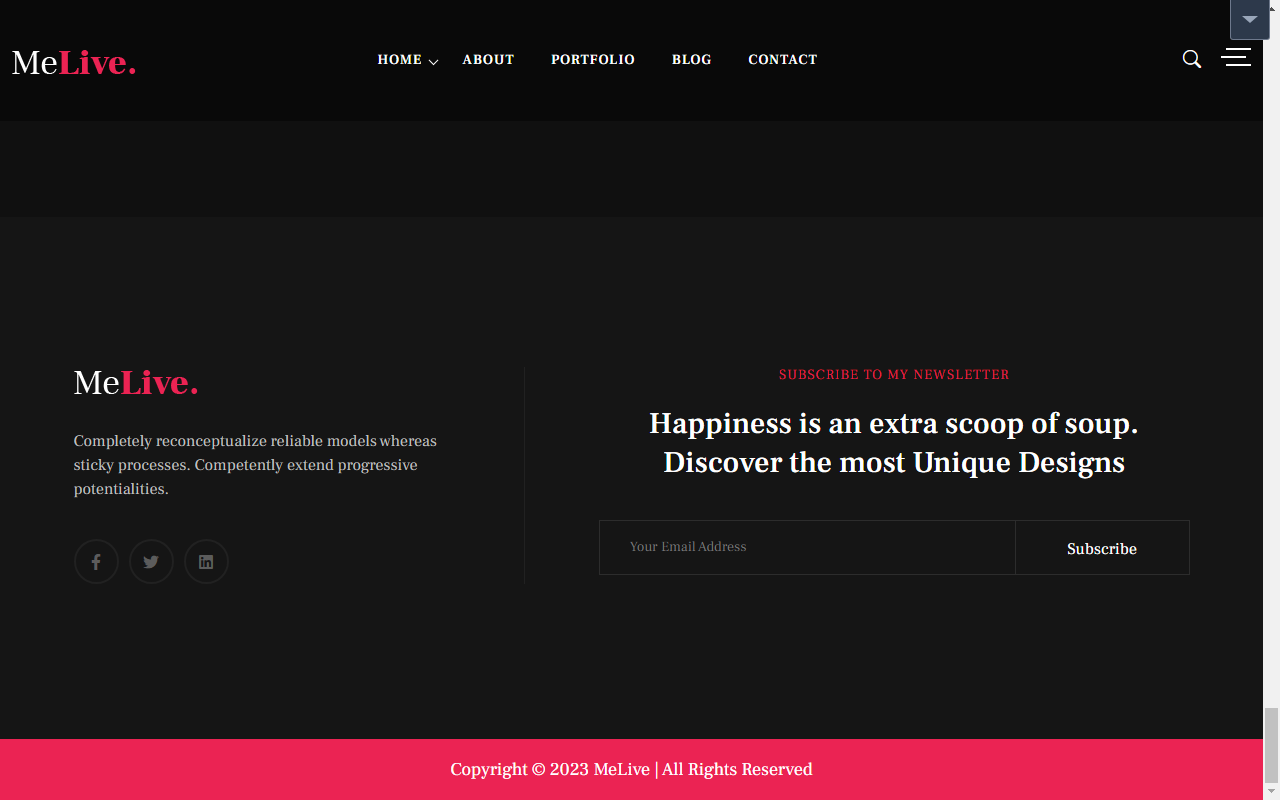 MeLive.
HOME
ABOUT
PORTFOLIO
BLOG
CONTACT
MeLive.
Completely reconceptualize reliable models whereas
sticky processes. Competently extend progressive
potentialities.
SUBSCRIBE TO MY NEWSLETTER
Happiness is an extra scoop of soup.
Discover the most Unique Designs
Your Email Address
Subscribe
Copyright © 2023 MeLive | All Rights Reserved